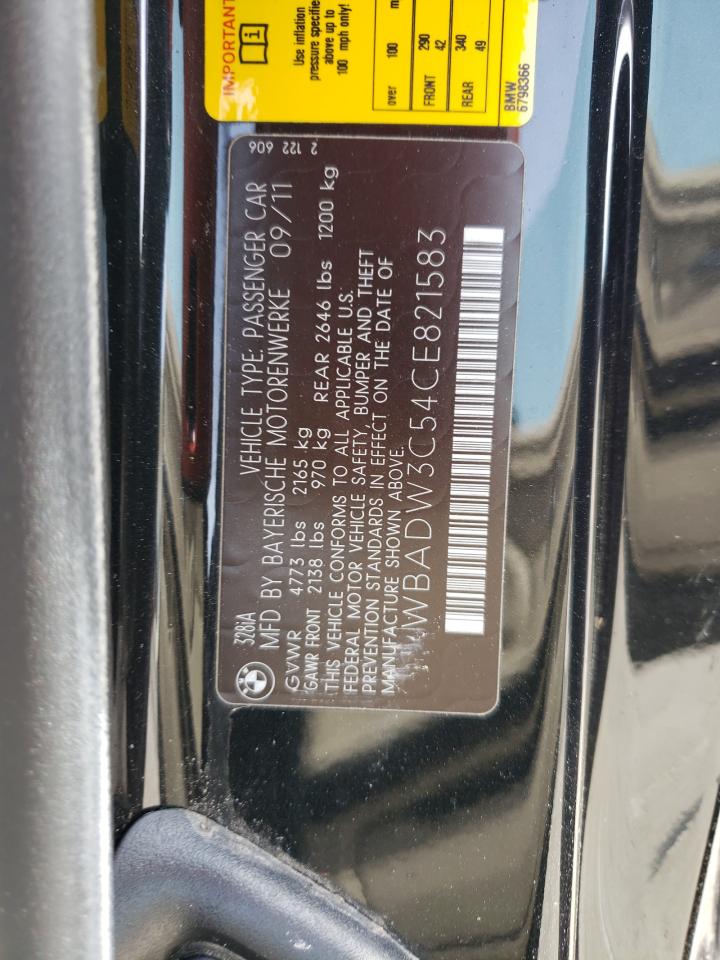 3281A
VEHICLE TYPE: PASSENGER CAR
MFD BY BAYERISCHE MOTORENWERKE 09/11
GVWR 4773 lbs 2165 kg
GAWR FRONT 2138 lbs 970 kg REAR 2646 lbs 1200 kg
THIS VEHICLE CONFORMS TO ALL APPLICABLE U.S.
FEDERAL MOTOR VEHICLE SAFETY, BUMPER AND THEFT
PREVENTION STANDARDS IN EFFECT ON THE DATE OF
MANUFACTURE SHOWN ABOVE.
WBADW3C54CE821583
2 122 606
IMPORTANT
Use inflation
pressure specifie
above up to
100 mph only!
over 100 m
FRONT 290
42
REAR 340
49
BMW
6798366